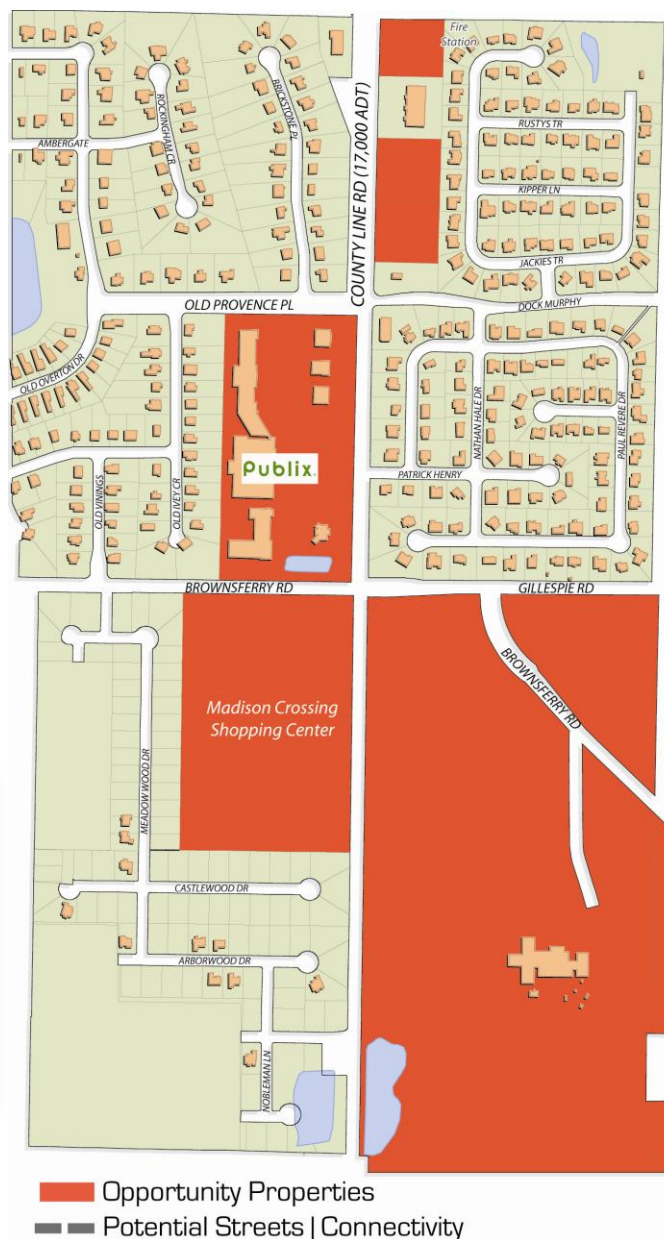 Fire
Station
AMBERGATE
ROCKINGHAM CR
BRICKSTONE PL
COUNTY LINE RD (17,000 ADT)
RUSTYS TR
KIPPER LN
JACKIES TR
OLD PROVENCE PL
DOCK MURPHY
OLD OVERTON DR
NATHAN HALE DR
PAUL REVERE DR
Publix
PATRICK HENRY
OLD VININGS
OLD IVEY CR
BROWNSFERRY RD
GILLESPIE RD
BROWNSFERRY RD
Madison Crossing
Shopping Center
MEADOW WOOD DR
CASTLEWOOD DR
ARBORWOOD DR
NOBLEMAN LN
Opportunity Properties
Potential Streets | Connectivity